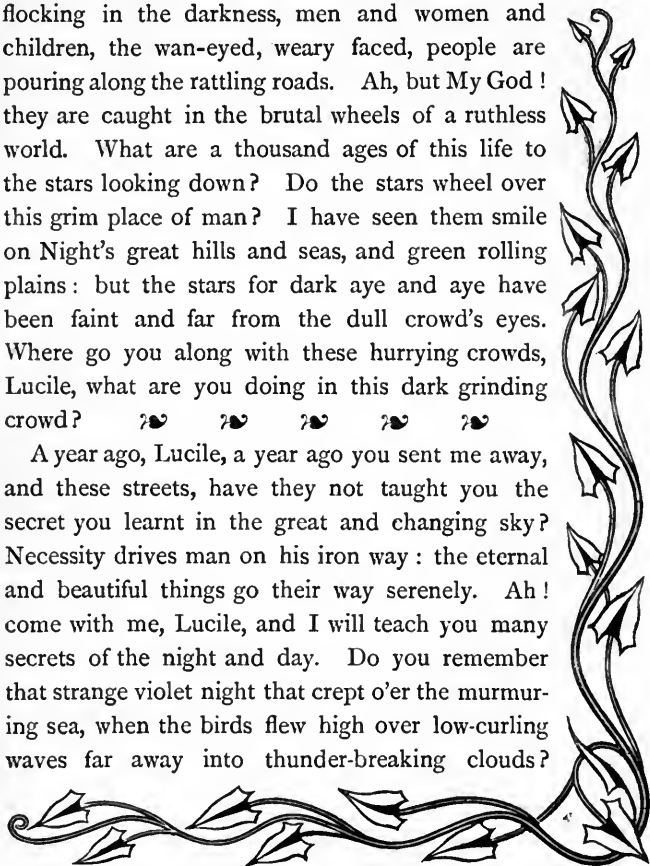 flocking in the darkness, men and women and
children, the wan-eyed, weary faced, people are
pouring along the rattling roads. Ah, but My God !
they are caught in the brutal wheels of a ruthless
world. What are a thousand ages of this life to
the stars looking down? Do the stars wheel over
this grim place of man? I have seen them smile
on Night's great hills and seas, and green rolling
plains : but the stars for dark aye and aye have
been faint and far from the dull crowd's eyes.
Where go you along with these hurrying crowds,
Lucile, what are you doing in this dark grinding
crowd?
A year ago, Lucile, a year ago you sent me away,
and these streets, have they not taught you the
secret you learnt in the great and changing sky?
Necessity drives man on his iron way : the eternal
and beautiful things go their way serenely. Ah !
come with me, Lucile, and I will teach you many
secrets of the night and day. Do you remember
that strange violet night that crept o'er the murmur-
ing sea, when the birds flew high over low-curling
waves far away into thunder-breaking clouds?